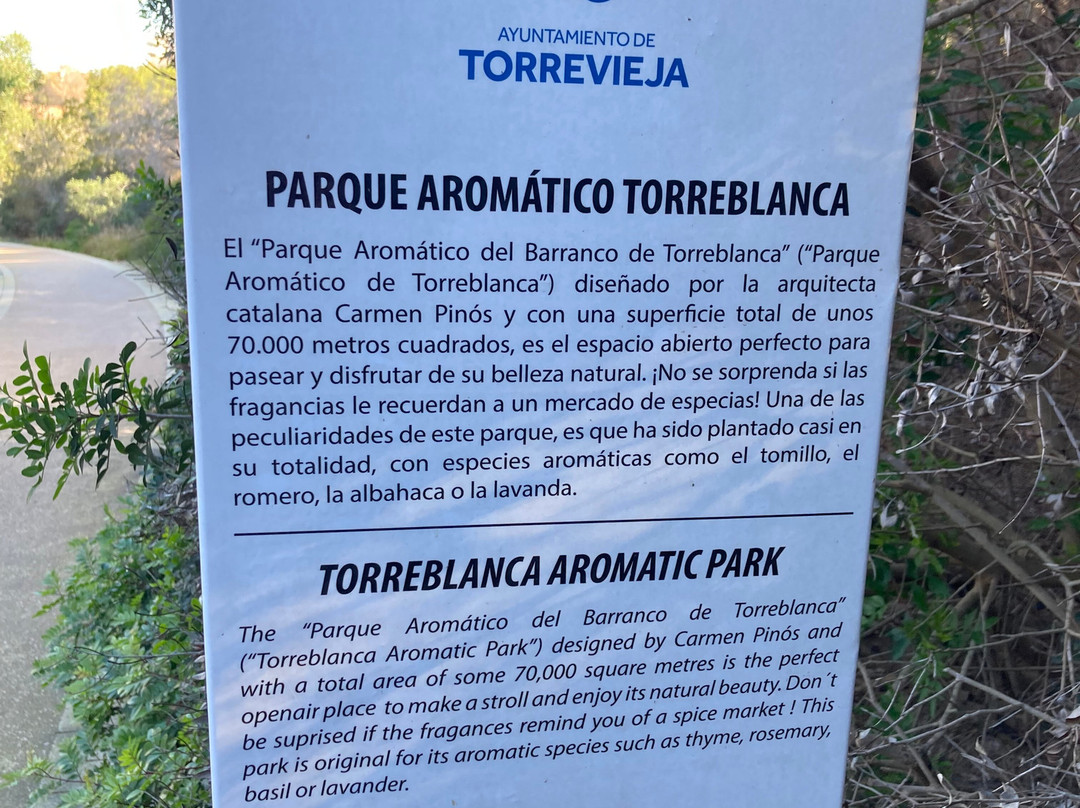 AYUNTAMIENTO DE
TORREVIEJA
PARQUE AROMÁTICO TORREBLANCA
El “Parque Aromático del Barranco de Torreblanca” (“Parque
Aromático de Torreblanca”) diseñado por la arquitecta
catalana Carmen Pinós y con una superficie total de unos
70.000 metros cuadrados, es el espacio abierto perfecto para
pasear y disfrutar de su belleza natural. ¡No se sorprenda si las
fragancias le recuerdan a un mercado de especias! Una de las
peculiaridades de este parque, es que ha sido plantado casi en
su totalidad, con especies aromáticas como el tomillo, el
romero, la albahaca o la lavanda.
TORREBLANCA AROMATIC PARK
The “Parque Aromático del Barranco de Torreblanca”
(“Torreblanca Aromatic Park”) designed by Carmen Pinós and
with a total area of some 70,000 square metres is the perfect
openair place to make a stroll and enjoy its natural beauty. Don´t
be suprised if the fragances remind you of a spice market ! This
park is original for its aromatic species such as thyme, rosemary,
basil or lavander.